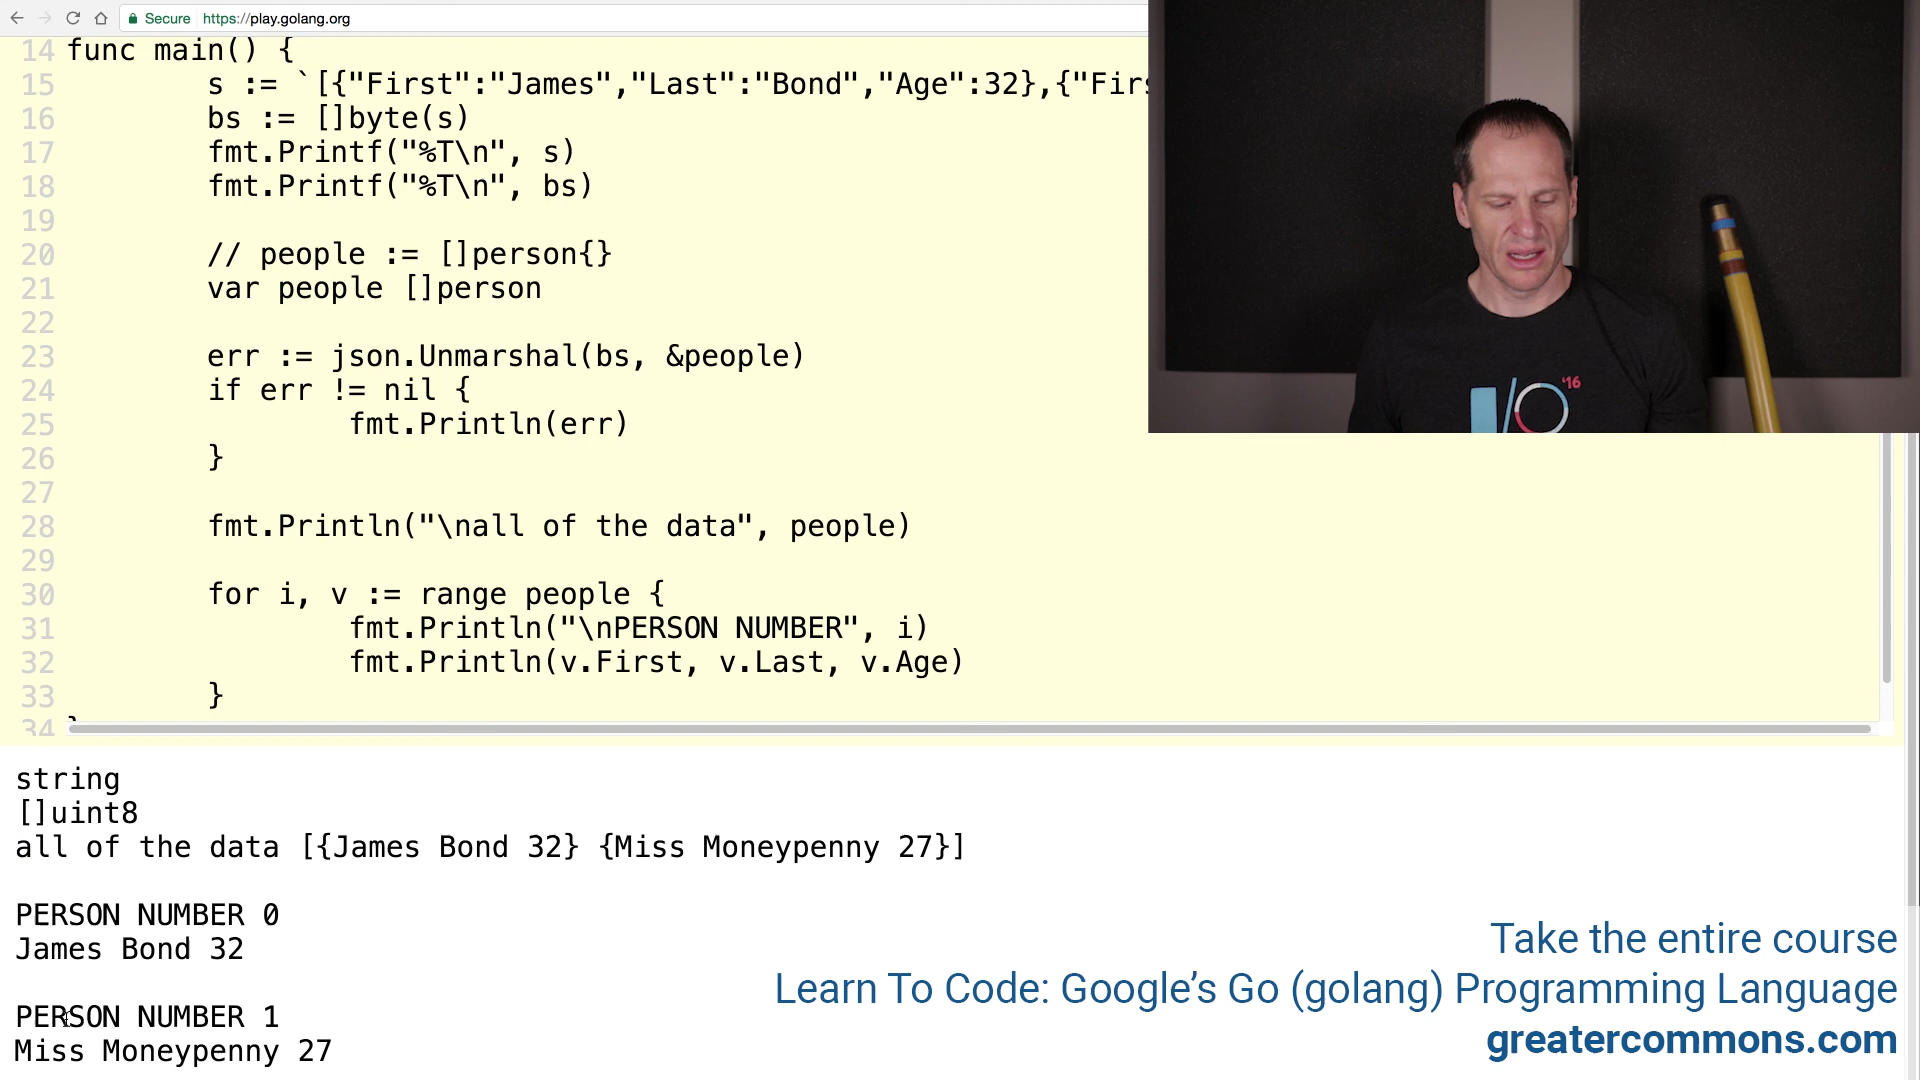 Secure https://play.golang.org
14 func main() {
15 s := `[{"First":"James","Last":"Bond","Age":32},{"Firs
16 bs := []byte(s)
17 fmt.Printf("%T\n", s)
18 fmt.Printf("%T\n", bs)
19
20 // people := []person{}
21 var people []person
22
23 err := json.Unmarshal(bs, &people)
24 if err != nil {
25 fmt.Println(err)
26 }
27
28 fmt.Println("\nall of the data", people)
29
30 for i, v := range people {
31 fmt.Println("\nPERSON NUMBER", i)
32 fmt.Println(v.First, v.Last, v.Age)
33 }
34 }
I/O '16
string
[]uint8
all of the data [{James Bond 32} {Miss Moneypenny 27}]
PERSON NUMBER 0
James Bond 32
PERSON NUMBER 1
Miss Moneypenny 27
Take the entire course
Learn To Code: Google’s Go (golang) Programming Language
greatercommons.com